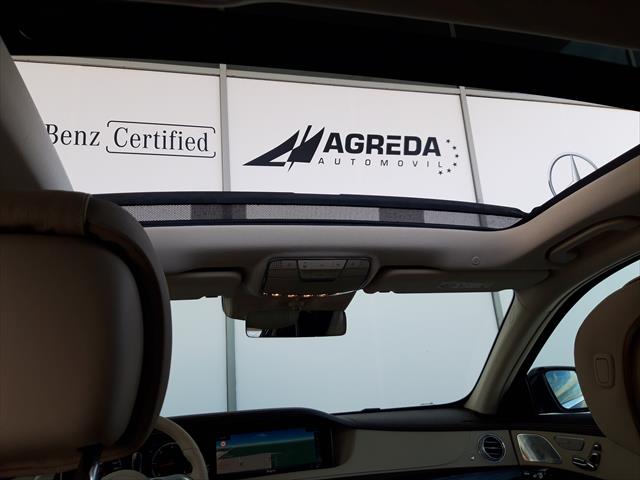 Benz Certified
AGREDA
AUTOMOVIL